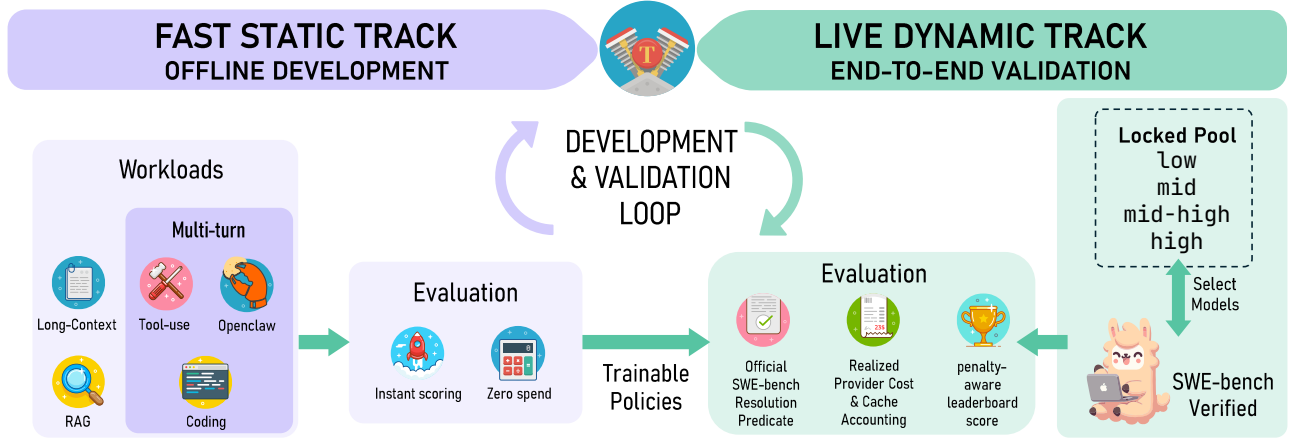 FAST STATIC TRACK
OFFLINE DEVELOPMENT
T
LIVE DYNAMIC TRACK
END-TO-END VALIDATION
DEVELOPMENT
& VALIDATION
LOOP
Workloads
Multi-turn
Long-Context
Tool-use
Openclaw
RAG
Coding
Evaluation
0
Instant scoring
Zero spend
Trainable
Policies
Evaluation
Official
SWE-bench
Resolution
Predicate
Realized
Provider Cost
& Cache
Accounting
penalty-
aware
leaderboard
score
Locked Pool
low
mid
mid-high
high
Select
Models
SWE-bench
Verified